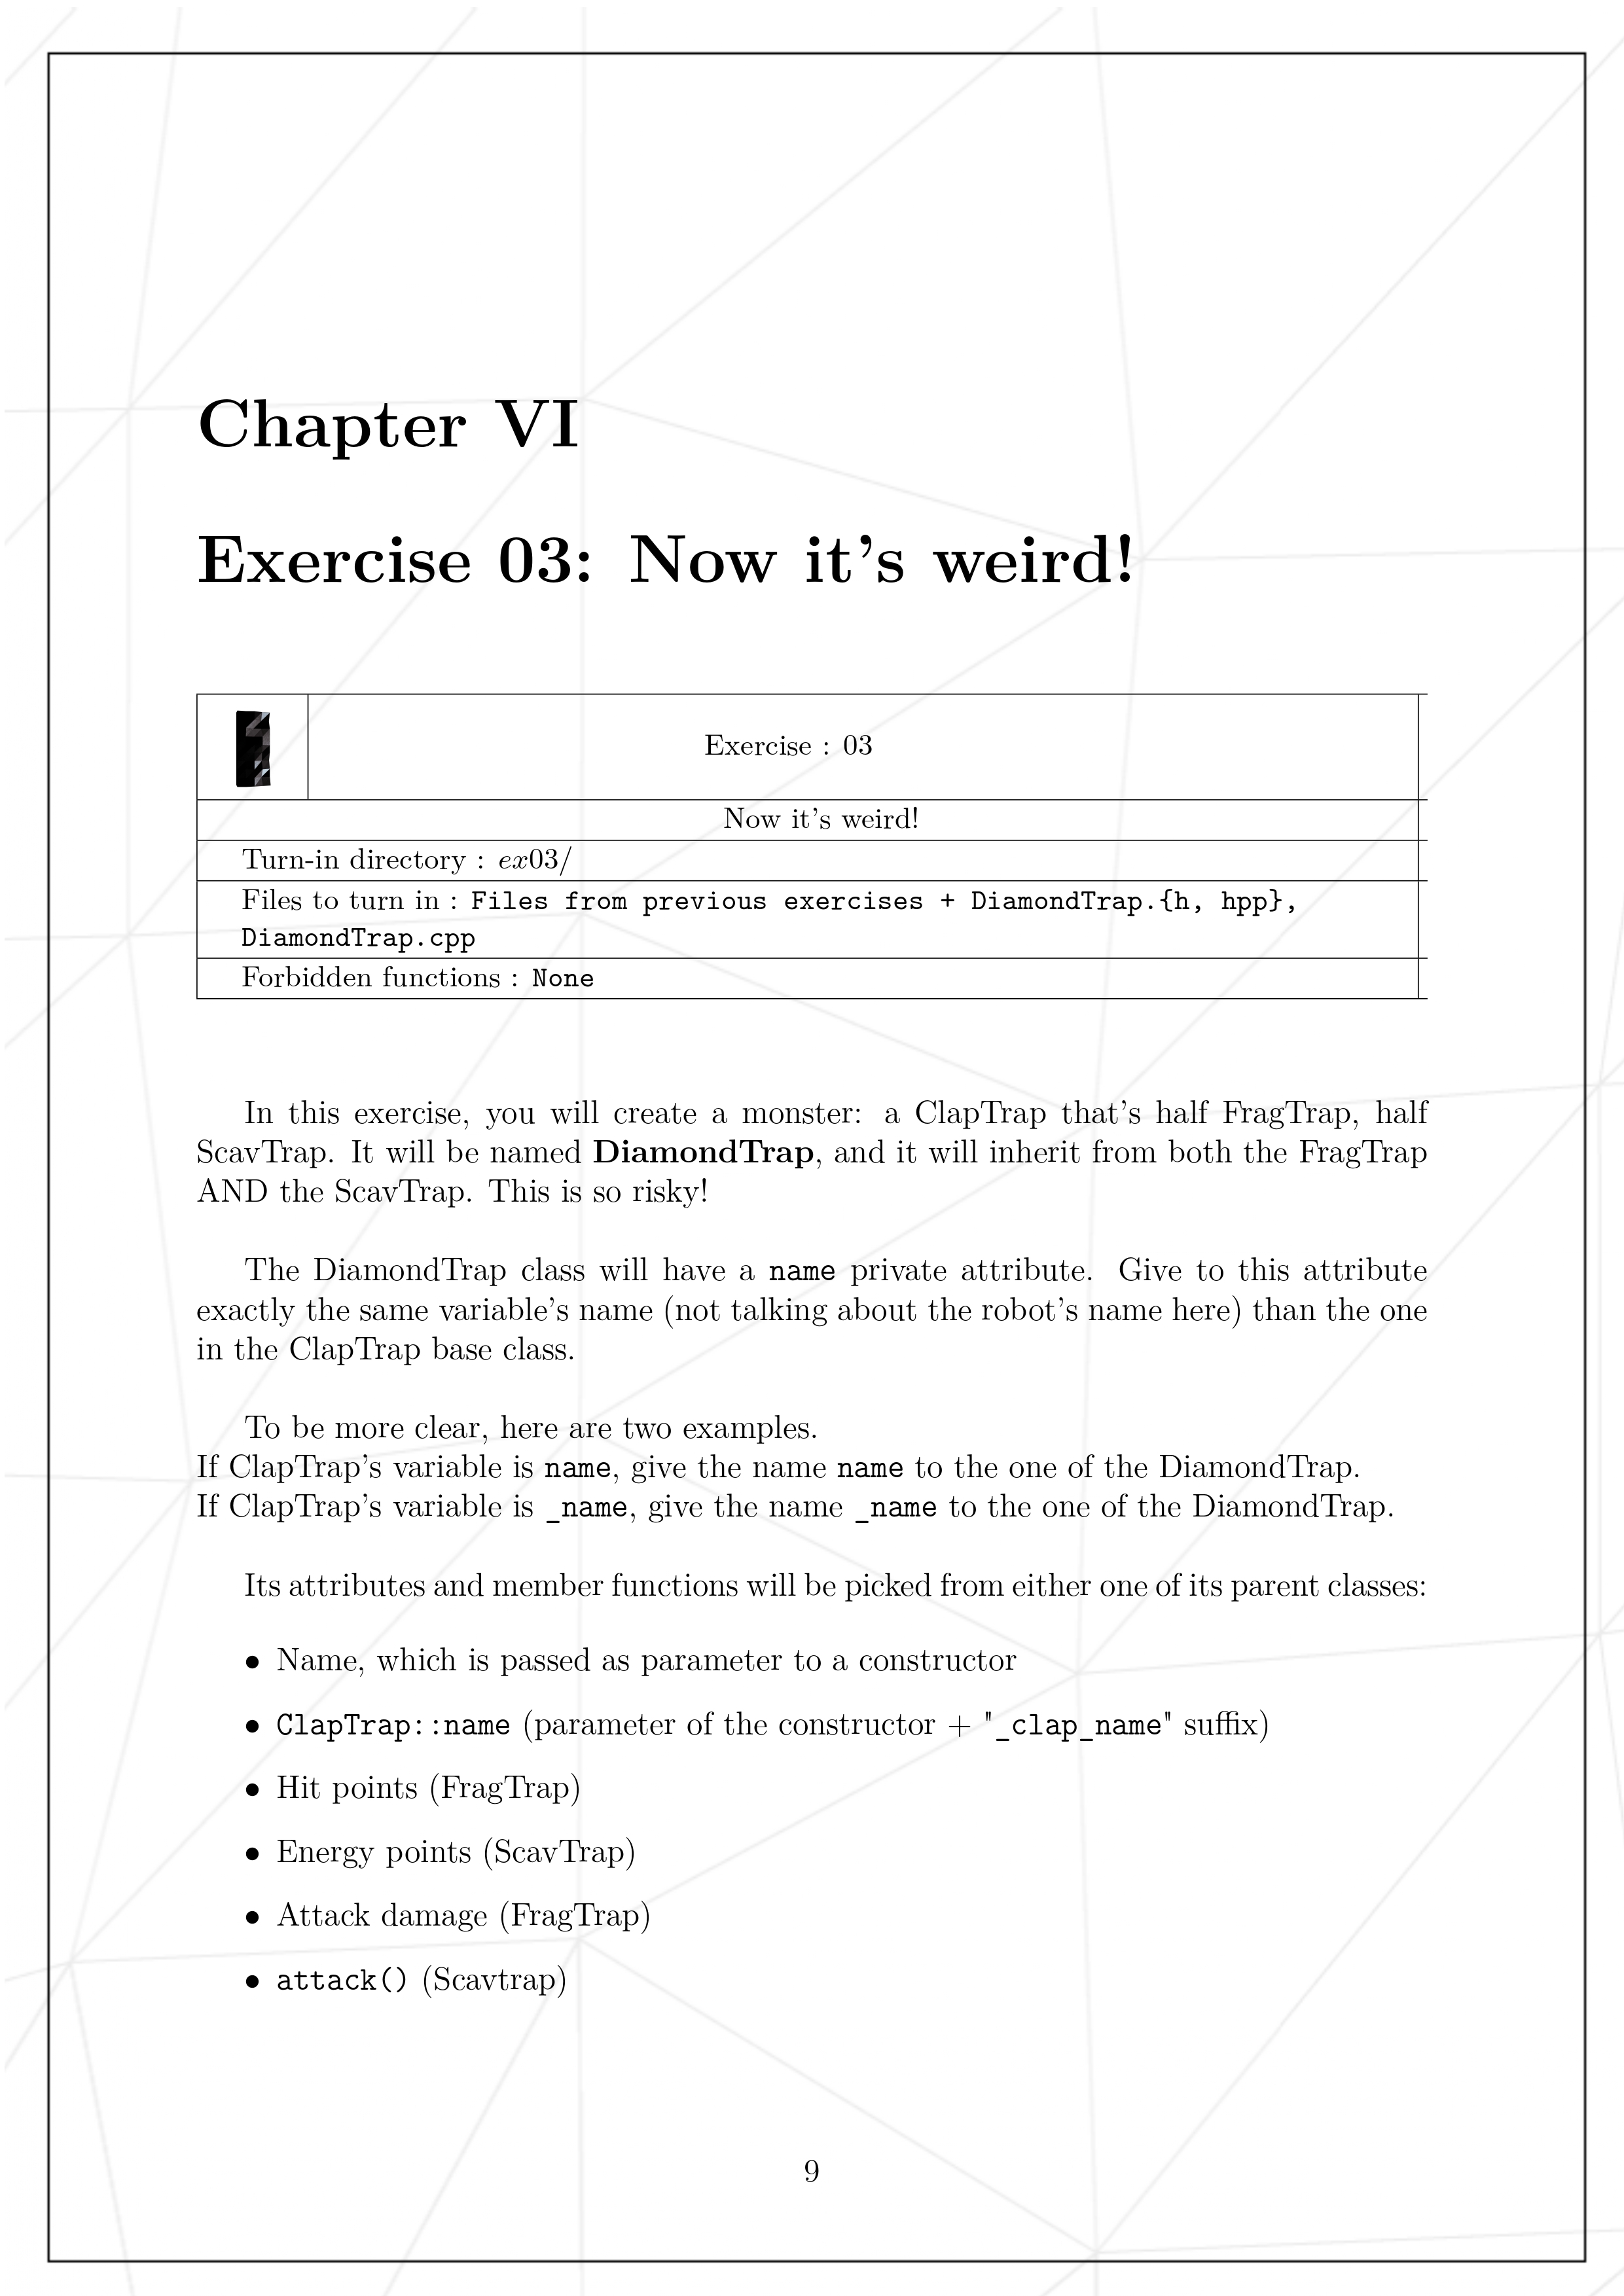 Chapter VI
Exercise 03: Now it's weird!
Exercise : 03
Now it's weird!
Turn-in directory : ex03/
Files to turn in : Files from previous exercises + DiamondTrap.{h, hpp},
DiamondTrap.cpp
Forbidden functions : None
In this exercise, you will create a monster: a ClapTrap that's half FragTrap, half
ScavTrap. It will be named DiamondTrap, and it will inherit from both the FragTrap
AND the ScavTrap. This is so risky!
The DiamondTrap class will have a name private attribute. Give to this attribute
exactly the same variable's name (not talking about the robot's name here) than the one
in the ClapTrap base class.
To be more clear, here are two examples.
If ClapTrap's variable is name, give the name name to the one of the DiamondTrap.
If ClapTrap's variable is _name, give the name _name to the one of the DiamondTrap.
Its attributes and member functions will be picked from either one of its parent classes:
• Name, which is passed as parameter to a constructor
• ClapTrap::name (parameter of the constructor + "_clap_name" suffix)
• Hit points (FragTrap)
• Energy points (ScavTrap)
• Attack damage (FragTrap)
• attack() (Scavtrap)
9